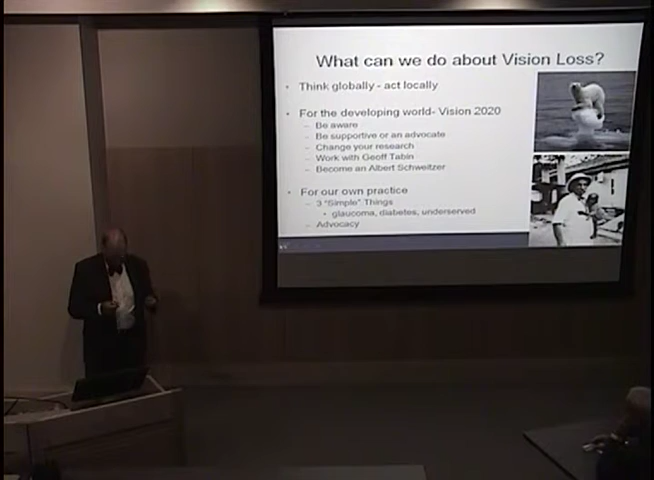 What can we do about Vision Loss?
Think globally - act locally
For the developing world- Vision 2020
Be aware
Be supportive or an advocate
Change your research
Work with Geoff Tabin
Become an Albert Schweitzer
For our own practice
3 "Simple" Things
glaucoma, diabetes, underserved
Advocacy